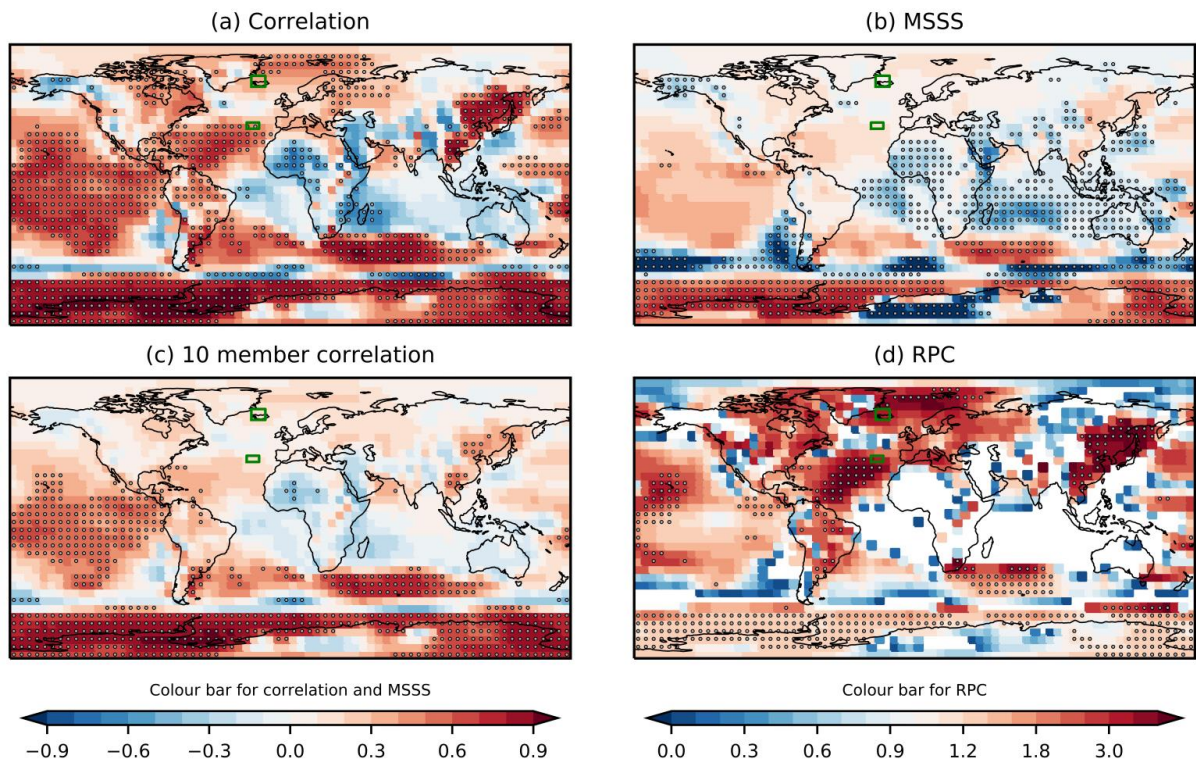 (a) Correlation
(b) MSSS
(c) 10 member correlation
(d) RPC
Colour bar for correlation and MSSS
Colour bar for RPC
−0.9 −0.6 −0.3 0.0 0.3 0.6 0.9
0.0 0.3 0.6 0.9 1.2 1.8 3.0